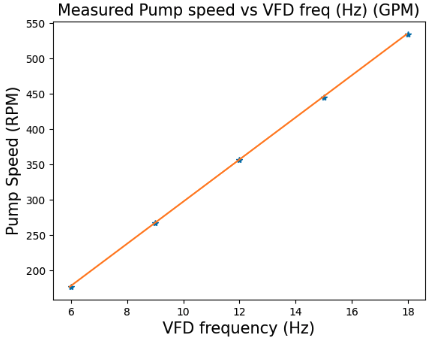 Measured Pump speed vs VFD freq (Hz) (GPM)
550
500
450
400
350
300
250
200
Pump Speed (RPM)
6 8 10 12 14 16 18
VFD frequency (Hz)